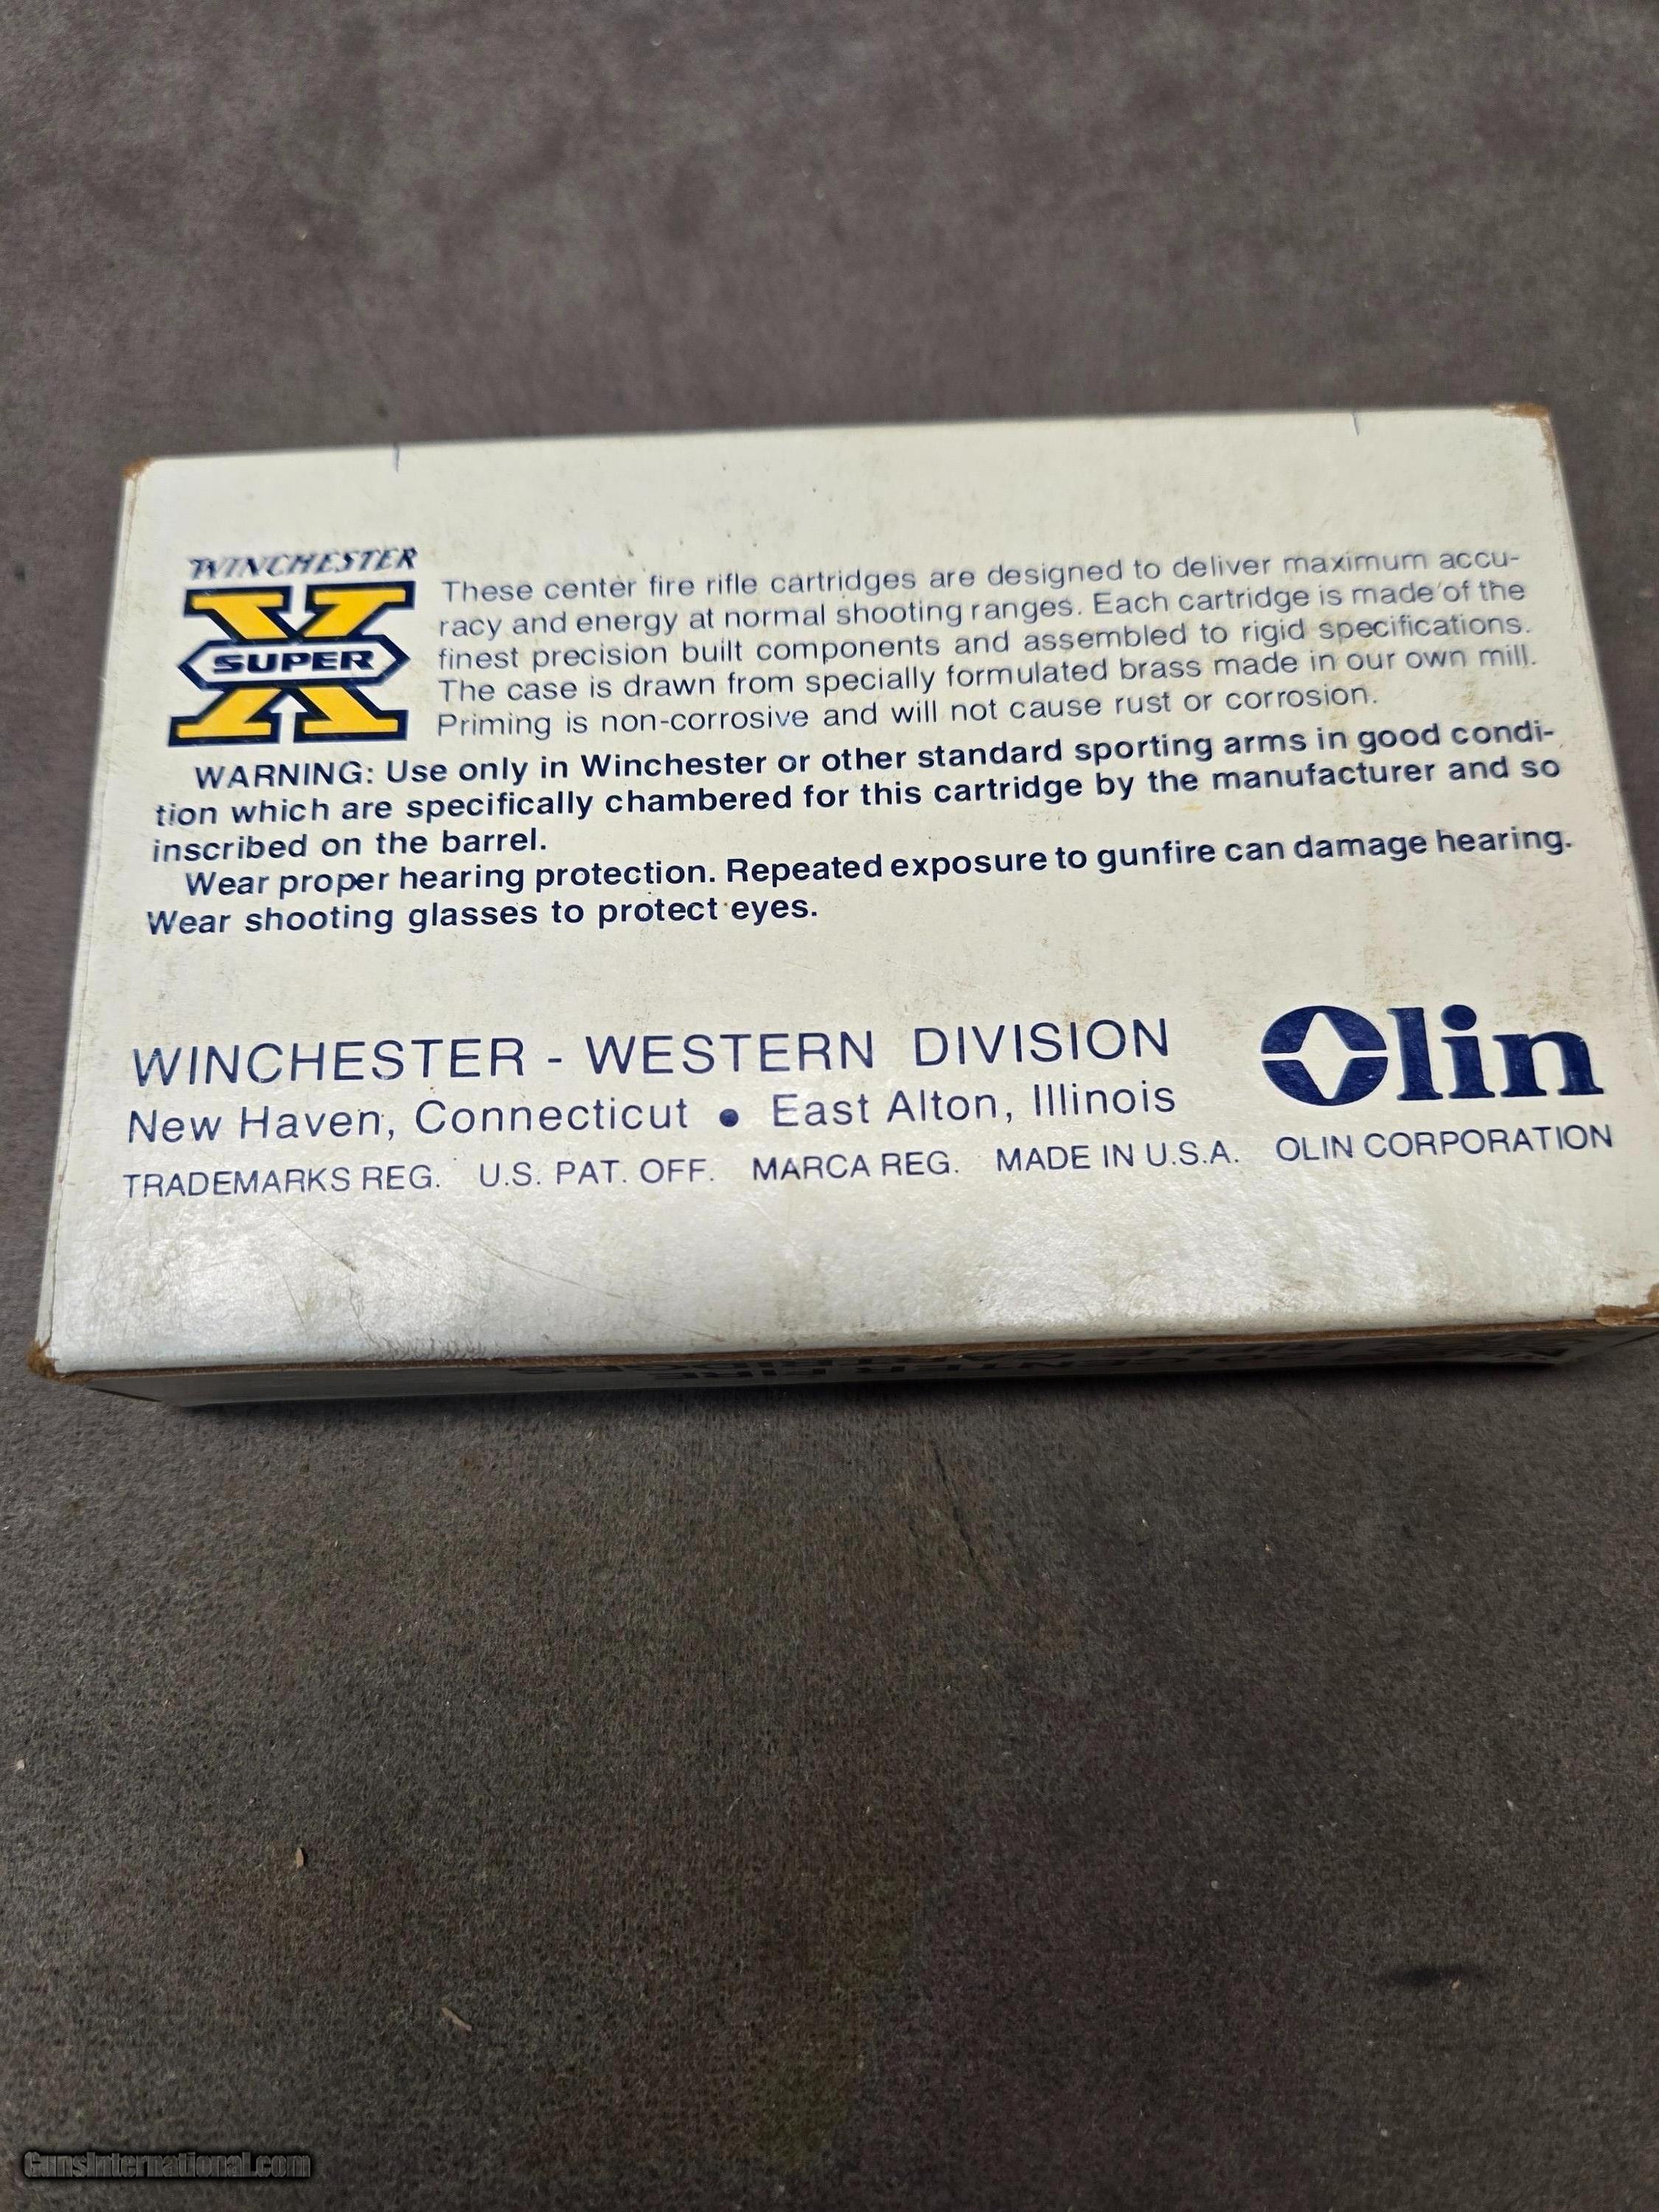 WINCHESTER
X
SUPER
These center fire rifle cartridges are designed to deliver maximum accu-
racy and energy at normal shooting ranges. Each cartridge is made of the
finest precision built components and assembled to rigid specifications.
The case is drawn from specially formulated brass made in our own mill.
Priming is non-corrosive and will not cause rust or corrosion.
WARNING: Use only in Winchester or other standard sporting arms in good condi-
tion which are specifically chambered for this cartridge by the manufacturer and so
inscribed on the barrel.
Wear proper hearing protection. Repeated exposure to gunfire can damage hearing.
Wear shooting glasses to protect eyes.
WINCHESTER - WESTERN DIVISION
New Haven, Connecticut • East Alton, Illinois
Olin
TRADEMARKS REG. U.S. PAT. OFF. MARCA REG. MADE IN U.S.A. OLIN CORPORATION
CENTER FIRE
GunsInternational.com